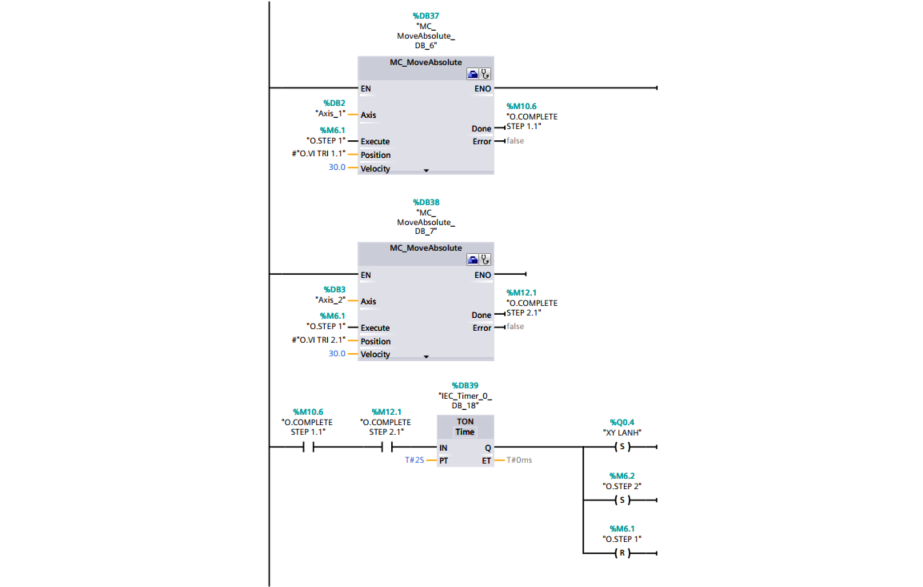 %DB37
"MC_
MoveAbsolute_
DB_6"
MC_MoveAbsolute
EN ENO
%DB2
"Axis_1" Axis
%M10.6
"O.COMPLETE
STEP 1.1"
Done
%M6.1
"O.STEP 1" Execute
Error false
#"O.VI TRI 1.1" Position
30.0 Velocity
%DB38
"MC_
MoveAbsolute_
DB_7"
MC_MoveAbsolute
EN ENO
%DB3
"Axis_2" Axis
%M12.1
"O.COMPLETE
STEP 2.1"
Done
%M6.1
"O.STEP 1" Execute
Error false
#"O.VI TRI 2.1" Position
30.0 Velocity
%DB39
"IEC_Timer_0_
DB_18"
TON
Time
%M10.6
"O.COMPLETE
STEP 1.1"
%M12.1
"O.COMPLETE
STEP 2.1"
IN Q
T#2S PT ET T#0ms
%Q0.4
"XY LANH"
S
%M6.2
"O.STEP 2"
S
%M6.1
"O.STEP 1"
R